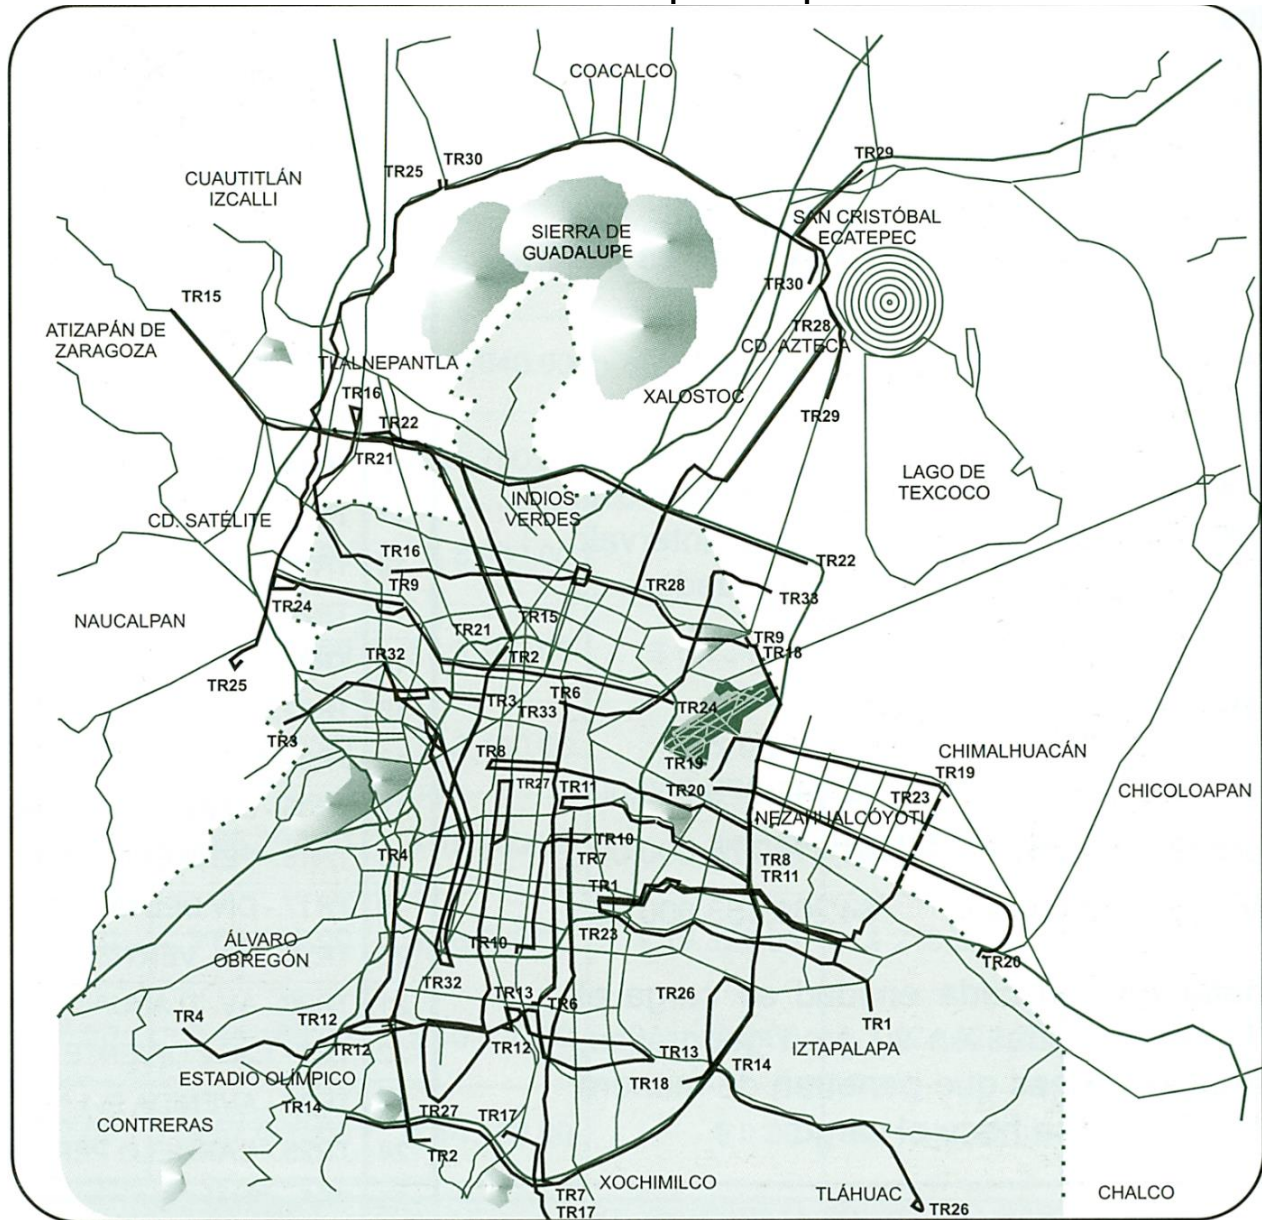 COACALCO
TR29
TR30
TR25
CUAUTITLÁN
IZCALLI
SAN CRISTÓBAL
ECATEPEC
SIERRA DE
GUADALUPE
TR30
TR15
TR28
ATIZAPÁN DE
ZARAGOZA
CD. AZTECA
TLALNEPANTLA
TR16
XALOSTOC
TR29
TR22
TR21
LAGO DE
TEXCOCO
INDIOS
VERDES
CD. SATÉLITE
TR16
TR22
TR9
TR28
TR33
TR24
NAUCALPAN
TR15
TR21
TR9
TR18
TR32
TR2
TR25
TR6
TR3
TR24
TR33
TR3
CHIMALHUACÁN
TR8
TR19
TR19
TR27
TR11
TR20
TR23
CHICOLOAPAN
NEZAHUALCÓYOTL
TR10
TR4
TR7
TR8
TR11
TR1
TR23
ÁLVARO
OBREGÓN
TR10
TR20
TR32
TR26
TR13
TR6
TR4
TR12
TR1
TR12
TR12
TR13
IZTAPALAPA
TR14
TR18
ESTADIO OLÍMPICO
TR14
TR27
TR17
CONTRERAS
TR2
XOCHIMILCO
TR7
TR17
TLÁHUAC
CHALCO
TR26